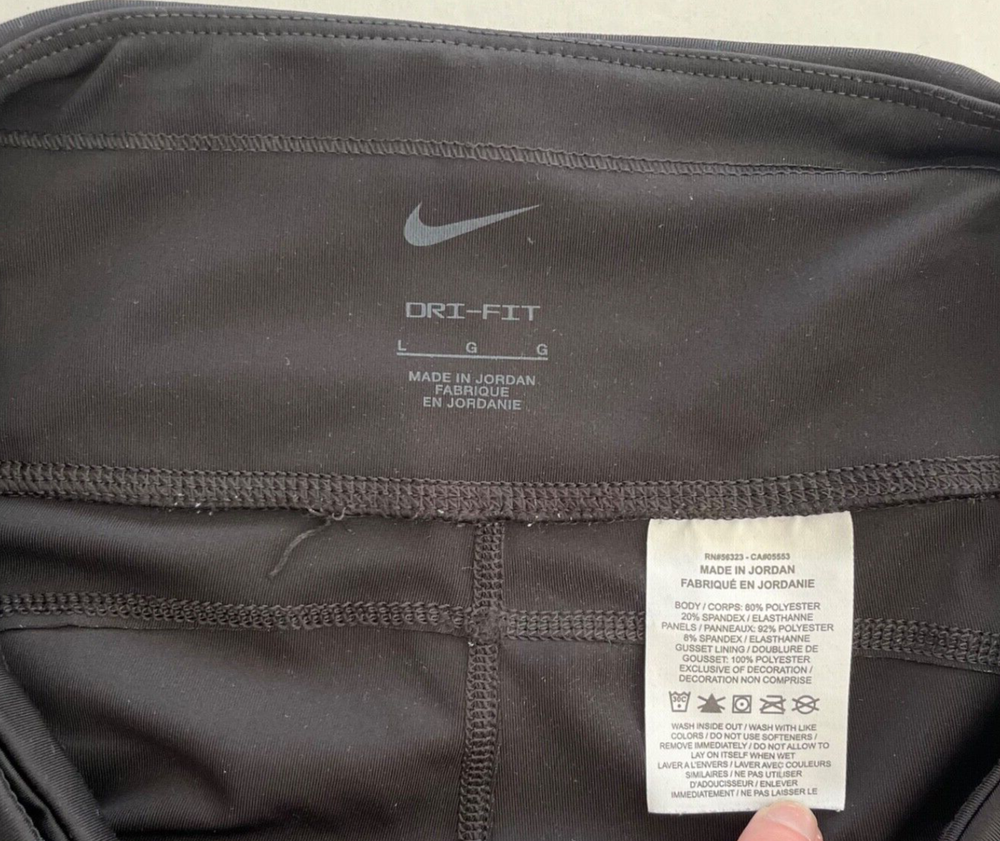 DRI-FIT
L G G
MADE IN JORDAN
FABRIQUE
EN JORDANIE
RN#56323 - CA#05553
MADE IN JORDAN
FABRIQUÉ EN JORDANIE
BODY / CORPS: 80% POLYESTER
20% SPANDEX / ELASTHANNE
PANELS / PANNEAUX: 92% POLYESTER
8% SPANDEX / ELASTHANNE
GUSSET LINING / DOUBLURE DE
GOUSSET: 100% POLYESTER
EXCLUSIVE OF DECORATION /
DECORATION NON COMPRISE
30C
WASH INSIDE OUT / WASH WITH LIKE
COLORS / DO NOT USE SOFTENERS /
REMOVE IMMEDIATELY / DO NOT ALLOW TO
LAY ON ITSELF WHEN WET
LAVER A L'ENVERS / LAVER AVEC COULEURS
SIMILAIRES / NE PAS UTILISER
D'ADOUCISSEUR / ENLEVER
IMMEDIATEMENT / NE PAS LAISSER LE